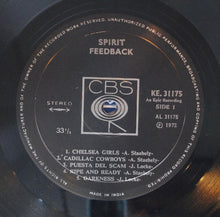 SPIRIT
FEEDBACK
CBS
STEREO
33⅓
KE. 31175
An Epic Recording
SIDE 1
AL 31175
℗ 1972
1. CHELSEA GIRLS -A. Staehely-
2. CADILLAC COWBOYS -A. Staehely-
3. PUESTA DEL SCAM -J. Locke-
4. RIPE AND READY -A. Staehely-
5. DARKNESS -J. Locke-
MADE IN INDIA